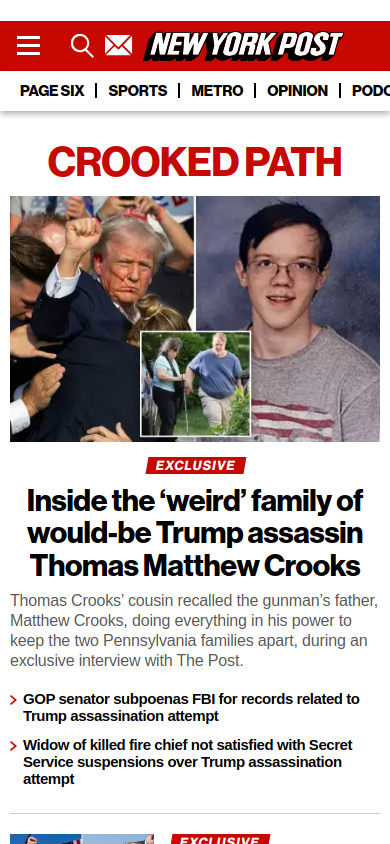 NEW YORK POST
PAGE SIX | SPORTS | METRO | OPINION | PODC
CROOKED PATH
EXCLUSIVE
Inside the ‘weird’ family of
would-be Trump assassin
Thomas Matthew Crooks
Thomas Crooks’ cousin recalled the gunman’s father,
Matthew Crooks, doing everything in his power to
keep the two Pennsylvania families apart, during an
exclusive interview with The Post.
GOP senator subpoenas FBI for records related to
Trump assassination attempt
Widow of killed fire chief not satisfied with Secret
Service suspensions over Trump assassination
attempt
EXCLUSIVE